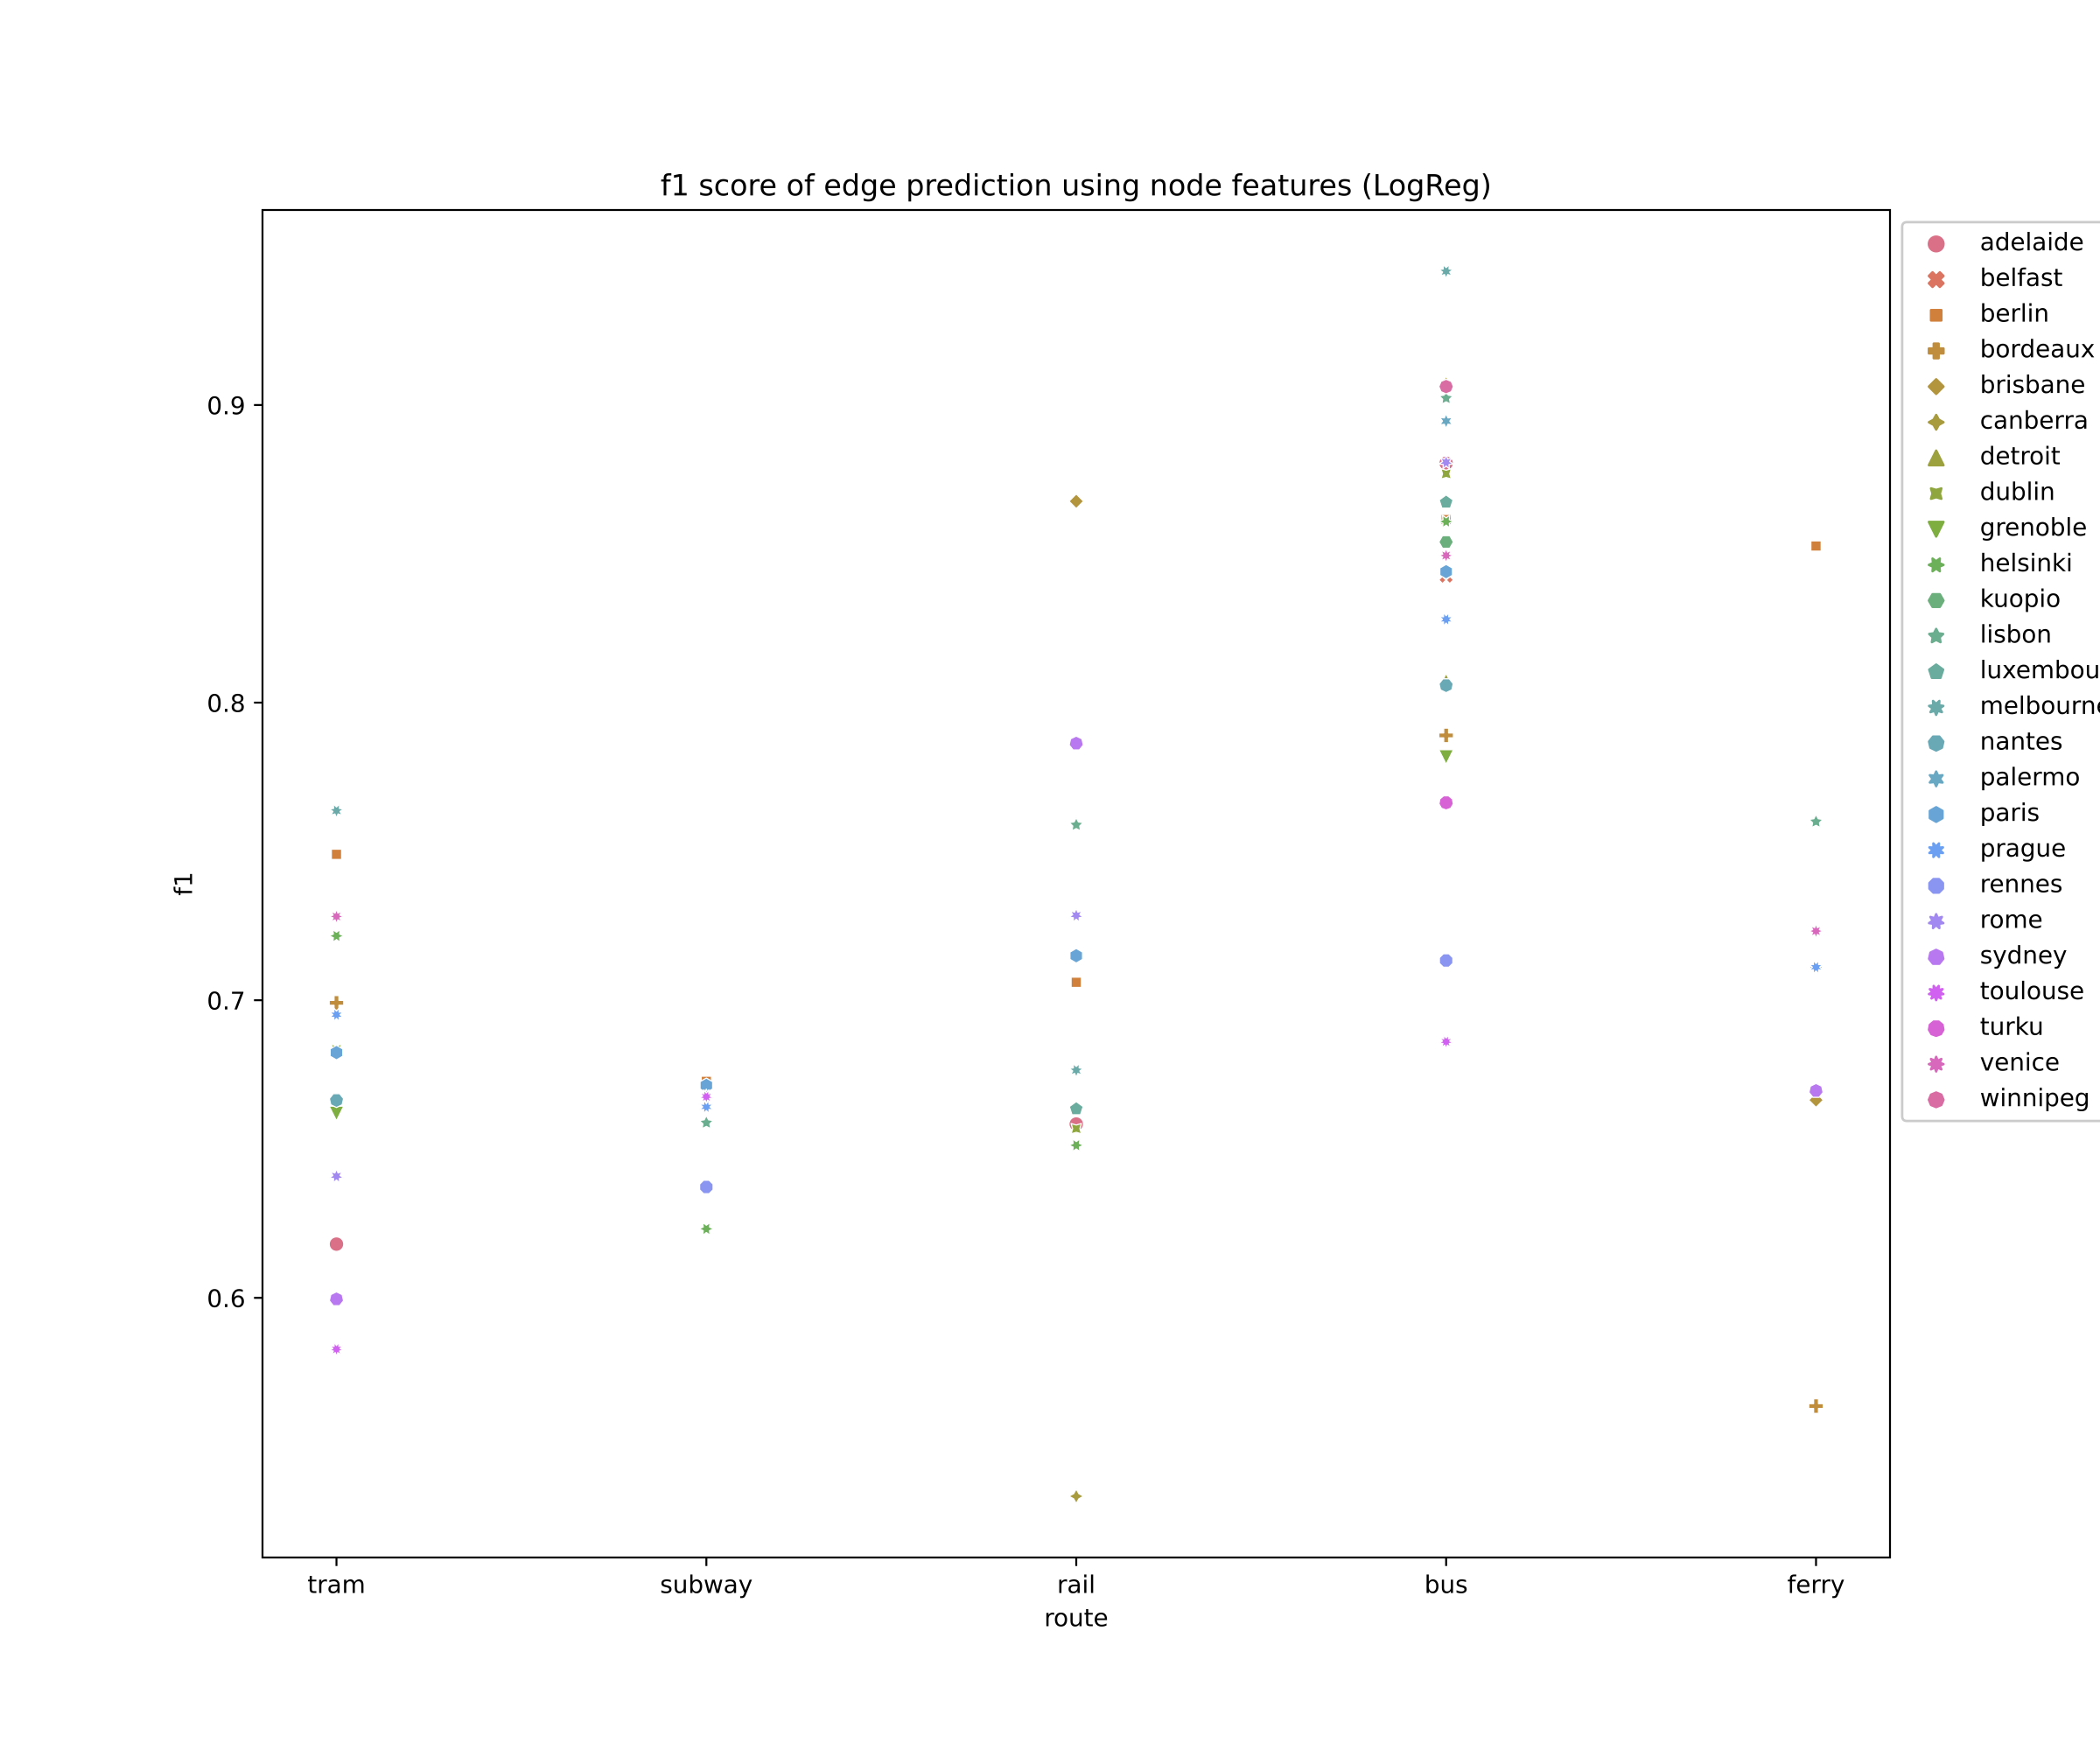 f1 score of edge prediction using node features (LogReg)
f1
0.9
0.8
0.7
0.6
tram
subway
rail
bus
ferry
route
adelaide
belfast
berlin
bordeaux
brisbane
canberra
detroit
dublin
grenoble
helsinki
kuopio
lisbon
luxembou
melbourne
nantes
palermo
paris
prague
rennes
rome
sydney
toulouse
turku
venice
winnipeg